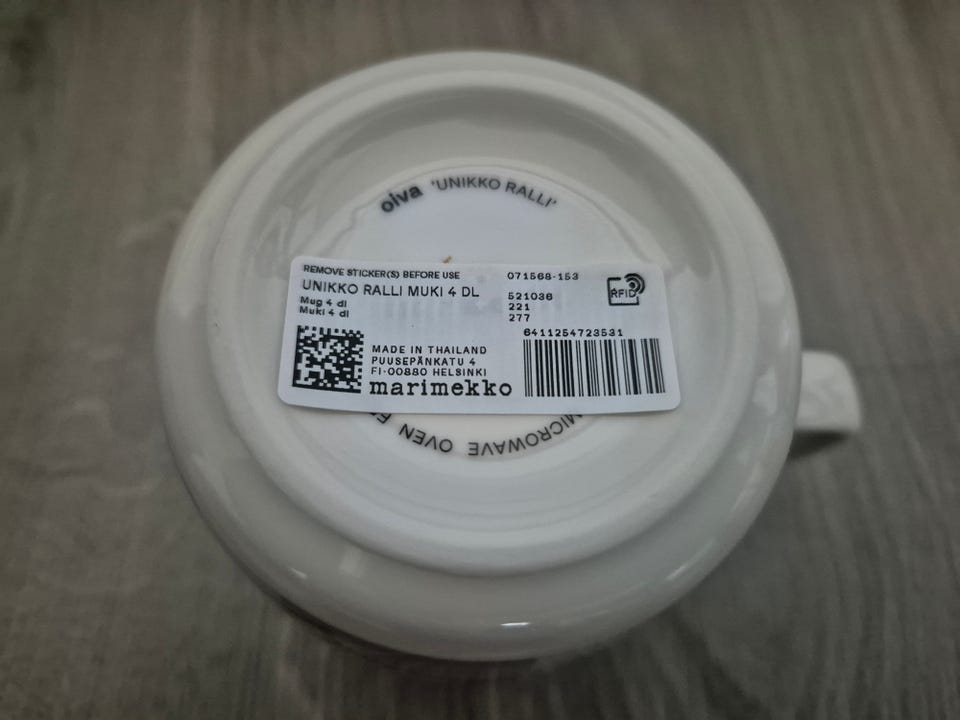 oiva 'UNIKKO RALLI'
REMOVE STICKER(S) BEFORE USE
UNIKKO RALLI MUKI 4 DL
Mug 4 dl
Muki 4 dl
071568-153
521036
221
277
RFID
6411254723531
MADE IN THAILAND
PUUSEPÄNKATU 4
FI-00880 HELSINKI
marimekko
MICROWAVE OVEN